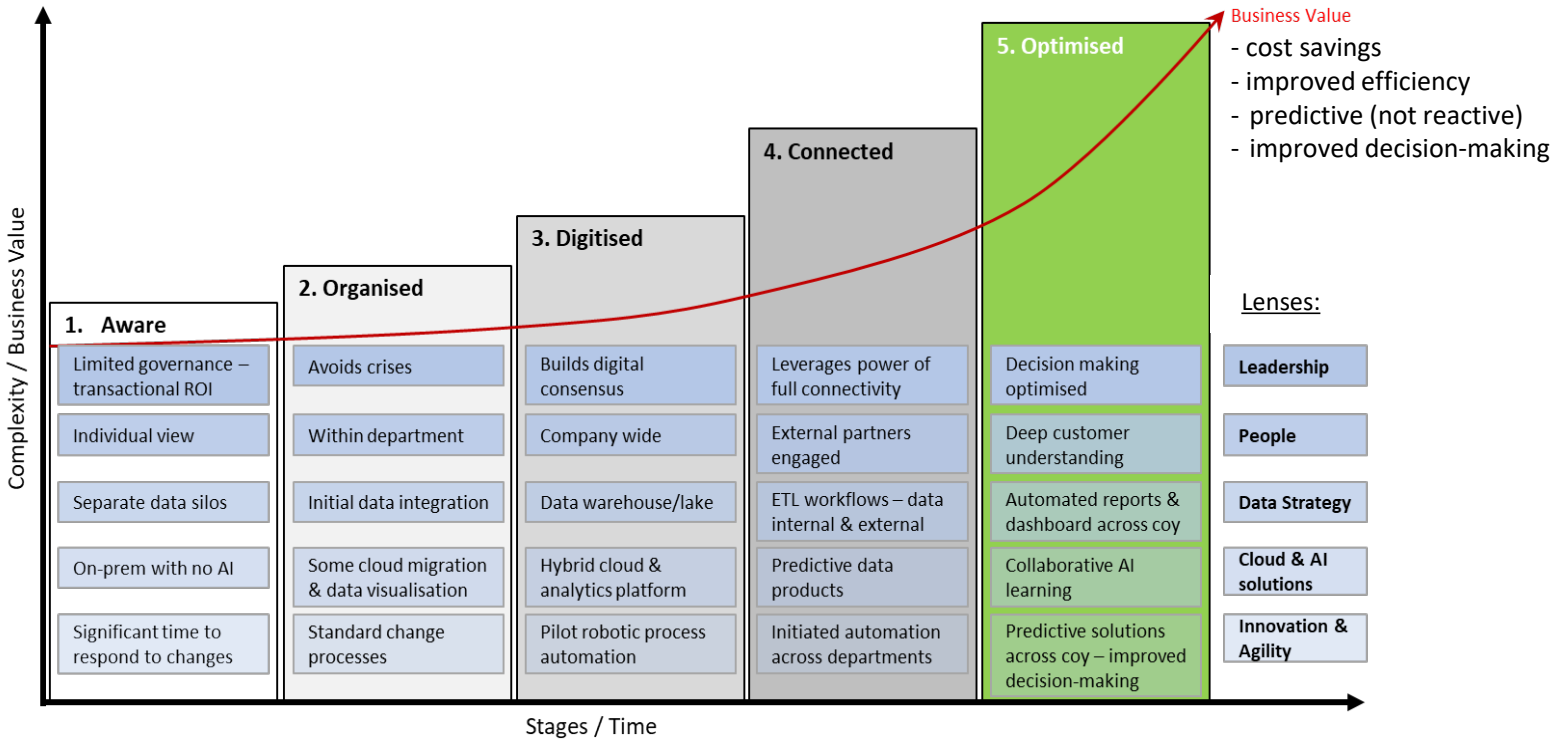 Business Value
- cost savings
- improved efficiency
- predictive (not reactive)
- improved decision-making
Complexity / Business Value
1. Aware
2. Organised
3. Digitised
4. Connected
5. Optimised
Lenses:
Limited governance –
transactional ROI
Avoids crises
Builds digital
consensus
Leverages power of
full connectivity
Decision making
optimised
Leadership
Individual view
Within department
Company wide
External partners
engaged
Deep customer
understanding
People
Separate data silos
Initial data integration
Data warehouse/lake
ETL workflows – data
internal & external
Automated reports &
dashboard across coy
Data Strategy
On-prem with no AI
Some cloud migration
& data visualisation
Hybrid cloud &
analytics platform
Predictive data
products
Collaborative AI
learning
Cloud & AI
solutions
Significant time to
respond to changes
Standard change
processes
Pilot robotic process
automation
Initiated automation
across departments
Predictive solutions
across coy – improved
decision-making
Innovation &
Agility
Stages / Time